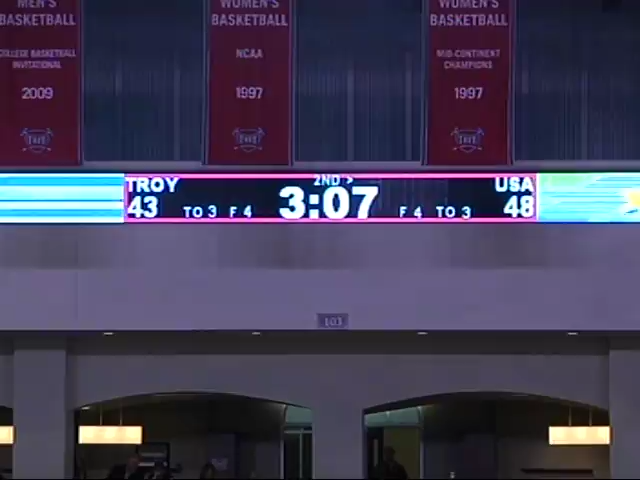 MEN'S
BASKETBALL
COLLEGE BASKETBALL
INVITATIONAL
2009
WOMEN'S
BASKETBALL
NCAA
1997
WOMEN'S
BASKETBALL
MID-CONTINENT
CHAMPIONS
1997
TROY 2ND > USA
43 TO 3 F 4 3:07 F 4 TO 3 48
103